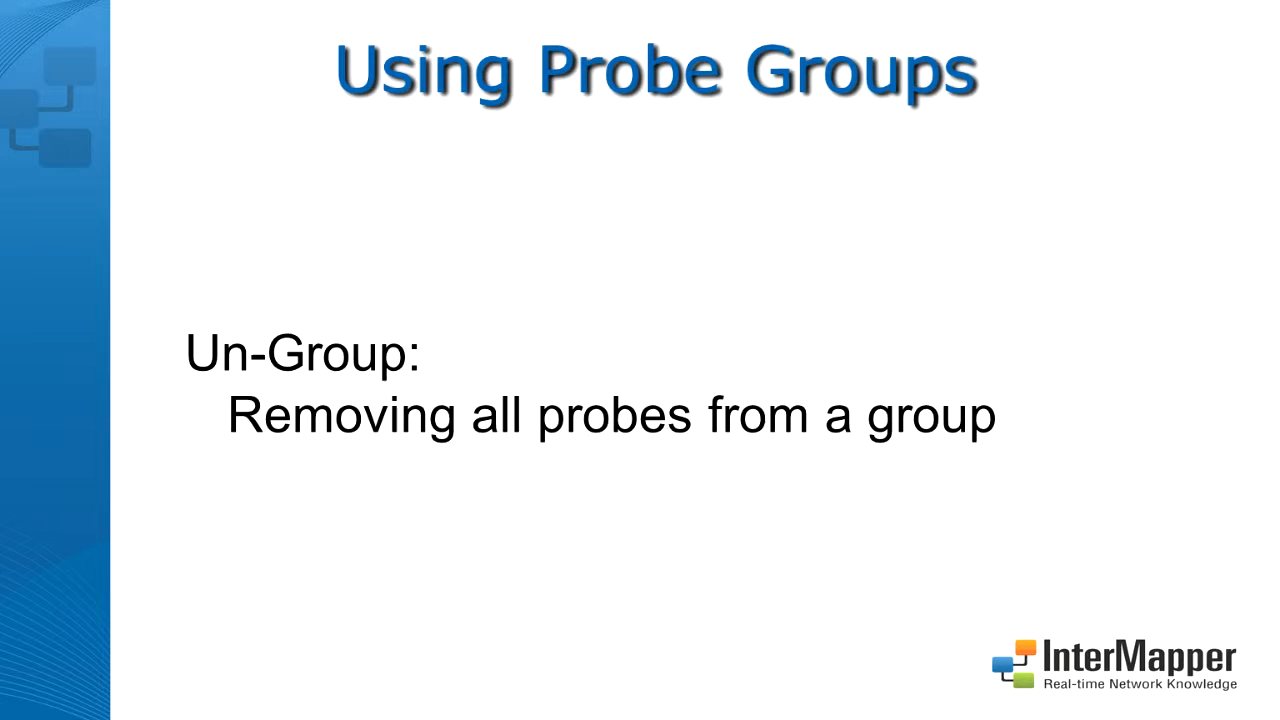 Using Probe Groups
Un-Group:
Removing all probes from a group
InterMapper
Real-time Network Knowledge